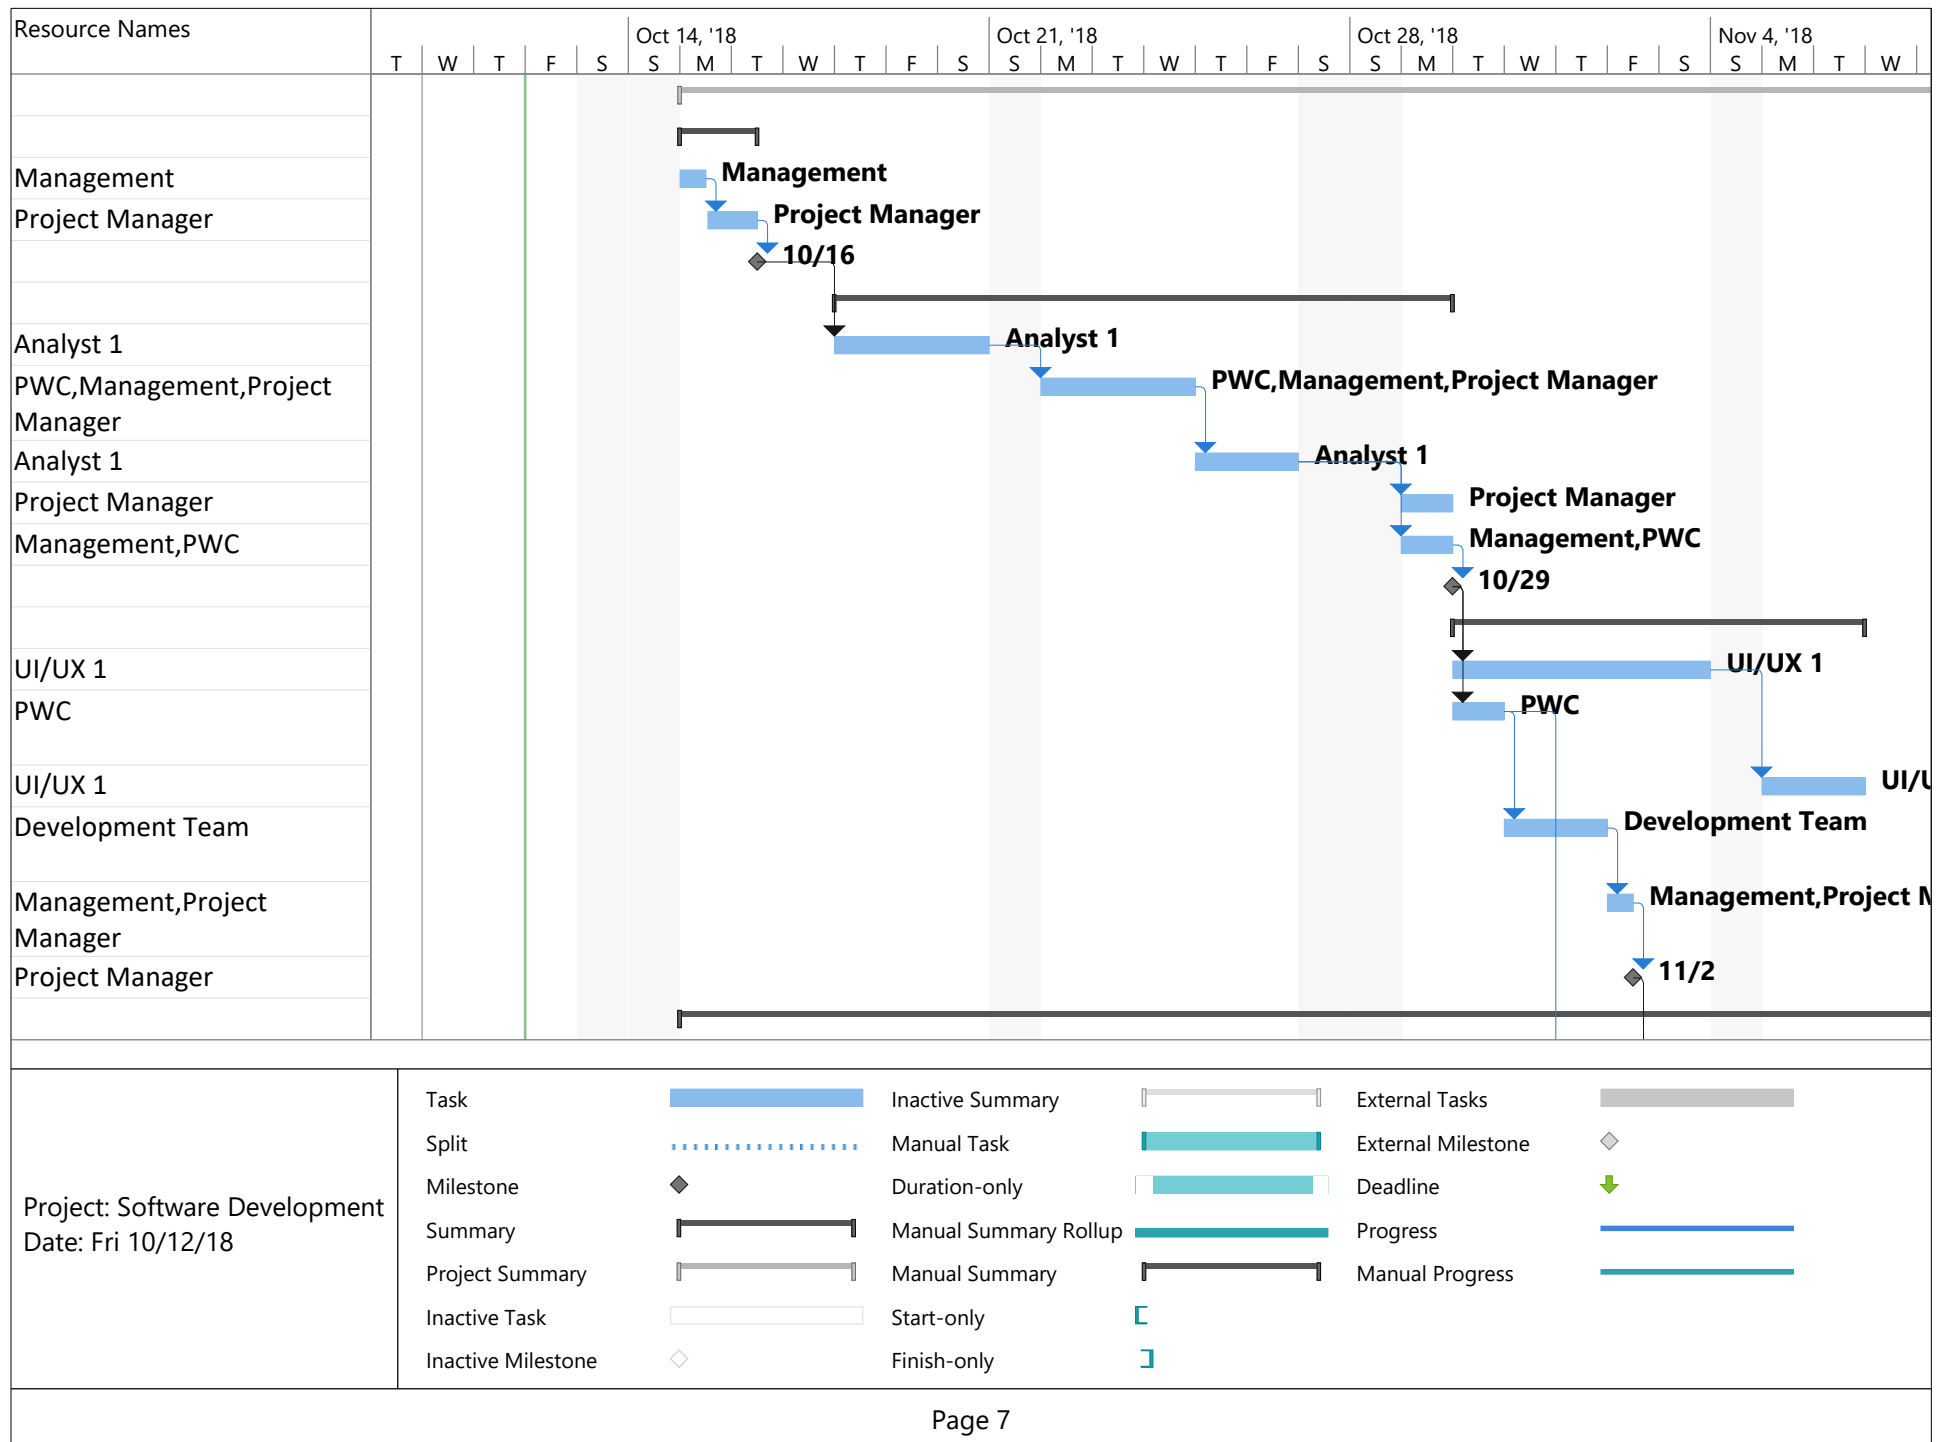 Resource Names
Oct 14, '18 Oct 21, '18 Oct 28, '18 Nov 4, '18
T W T F S S M T W T F S S M T W T F S S M T W T F S S M T W
Management Management
Project Manager Project Manager
10/16
Analyst 1 Analyst 1
PWC,Management,Project PWC,Management,Project Manager
Manager
Analyst 1 Analyst 1
Project Manager Project Manager
Management,PWC Management,PWC
10/29
UI/UX 1 UI/UX 1
PWC PWC
UI/UX 1 UI/U
Development Team Development Team
Management,Project Management,Project M
Manager
Project Manager 11/2
Task Inactive Summary External Tasks
Split Manual Task External Milestone
Milestone Duration-only Deadline
Project: Software Development
Date: Fri 10/12/18
Summary Manual Summary Rollup Progress
Project Summary Manual Summary Manual Progress
Inactive Task Start-only
Inactive Milestone Finish-only
Page 7